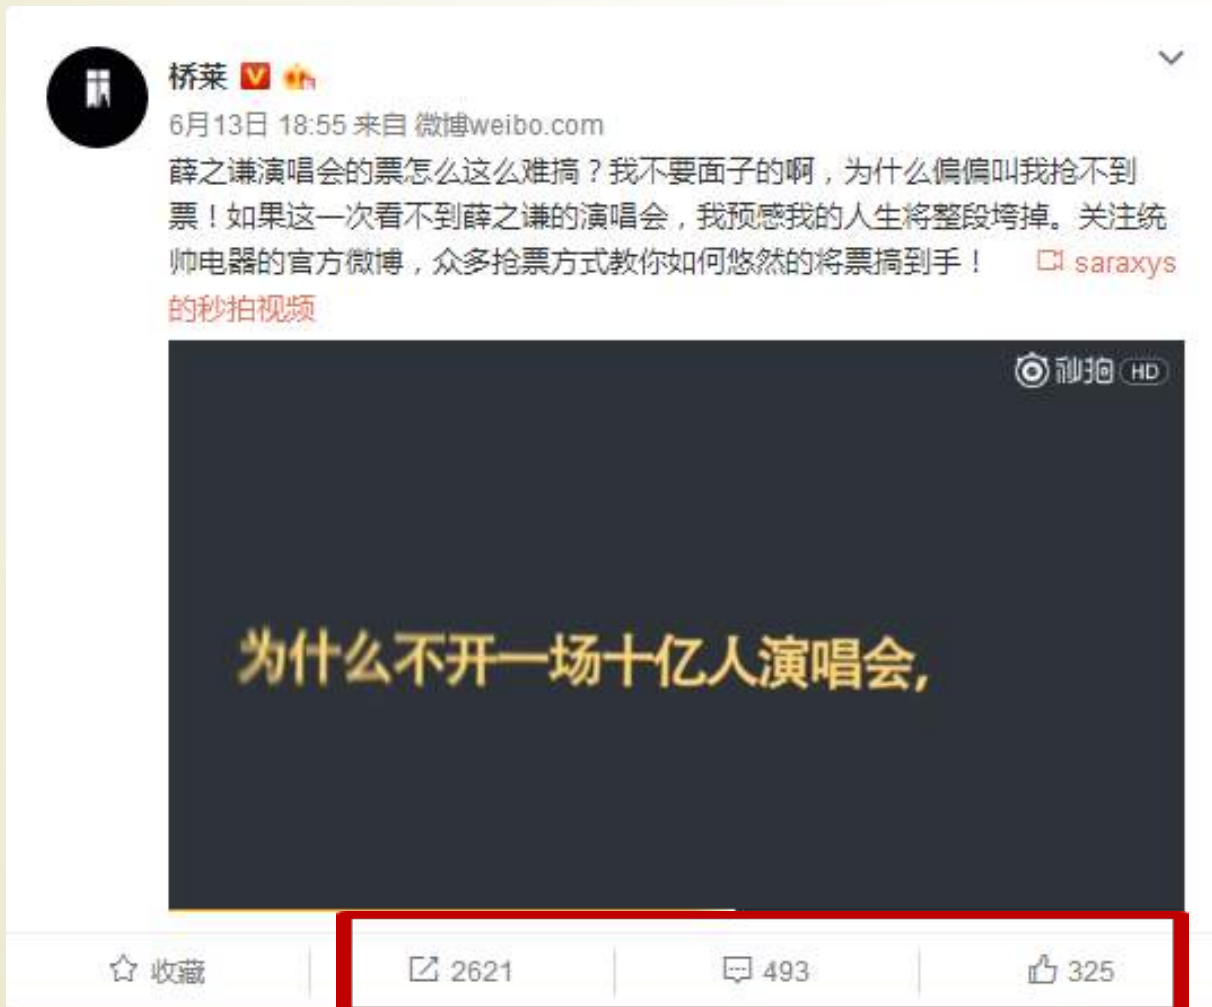 桥莱
6月13日 18:55 来自 微博weibo.com
薛之谦演唱会的票怎么这么难搞？我不要面子的啊，为什么偏偏叫我抢不到
票！如果这一次看不到薛之谦的演唱会，我预感我的人生将整段垮掉。关注统
帅电器的官方微博，众多抢票方式教你如何悠然的将票搞到手！ saraxys
的秒拍视频
秒拍 HD
为什么不开一场十亿人演唱会,
收藏 2621 493 325